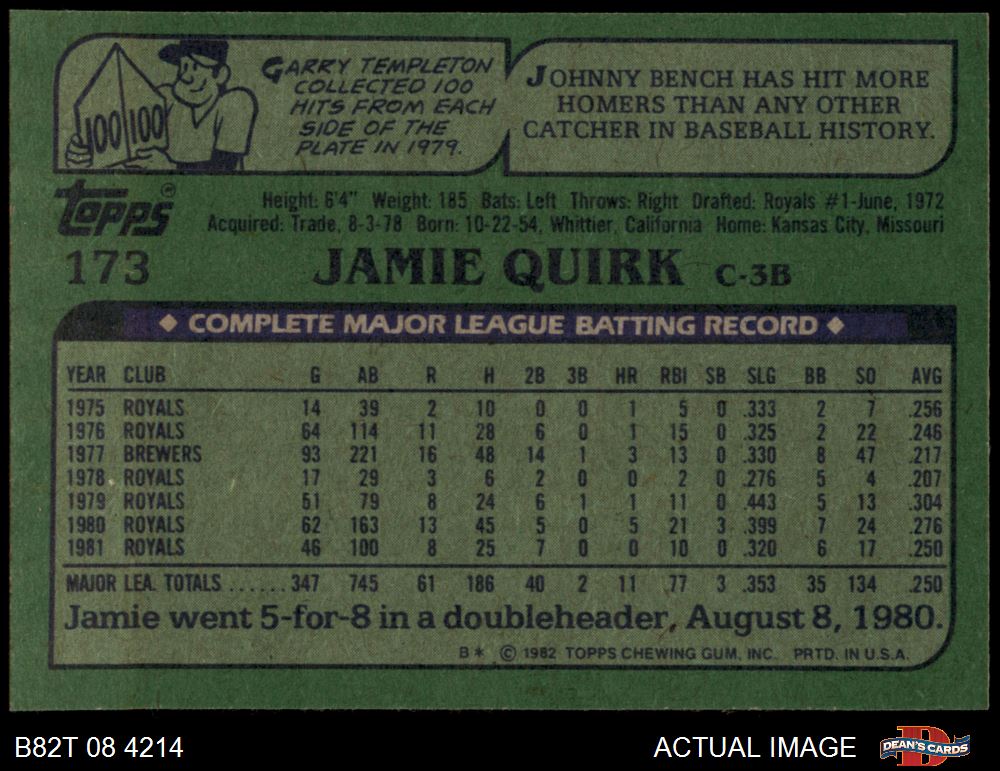 GARRY TEMPLETON
COLLECTED 100
HITS FROM EACH
SIDE OF THE
PLATE IN 1979.
100 100
JOHNNY BENCH HAS HIT MORE
HOMERS THAN ANY OTHER
CATCHER IN BASEBALL HISTORY.
topps®
Height: 6'4" Weight: 185 Bats: Left Throws: Right Drafted: Royals #1-June, 1972
Acquired: Trade, 8-3-78 Born: 10-22-54, Whittier, California Home: Kansas City, Missouri
173 JAMIE QUIRK C-3B
◆ COMPLETE MAJOR LEAGUE BATTING RECORD ◆
YEAR CLUB G AB R H 2B 3B HR RBI SB SLG BB SO AVG
1975 ROYALS 14 39 2 10 0 0 1 5 0 .333 2 7 .256
1976 ROYALS 64 114 11 28 6 0 1 15 0 .325 2 22 .246
1977 BREWERS 93 221 16 48 14 1 3 13 0 .330 8 47 .217
1978 ROYALS 17 29 3 6 2 0 0 2 0 .276 5 4 .207
1979 ROYALS 51 79 8 24 6 1 1 11 0 .443 5 13 .304
1980 ROYALS 62 163 13 45 5 0 5 21 3 .399 7 24 .276
1981 ROYALS 46 100 8 25 7 0 0 10 0 .320 6 17 .250
MAJOR LEA. TOTALS ...... 347 745 61 186 40 2 11 77 3 .353 35 134 .250
Jamie went 5-for-8 in a doubleheader, August 8, 1980.
B* © 1982 TOPPS CHEWING GUM, INC. PRTD. IN U.S.A.
B82T 08 4214 ACTUAL IMAGE DEAN'S CARDS